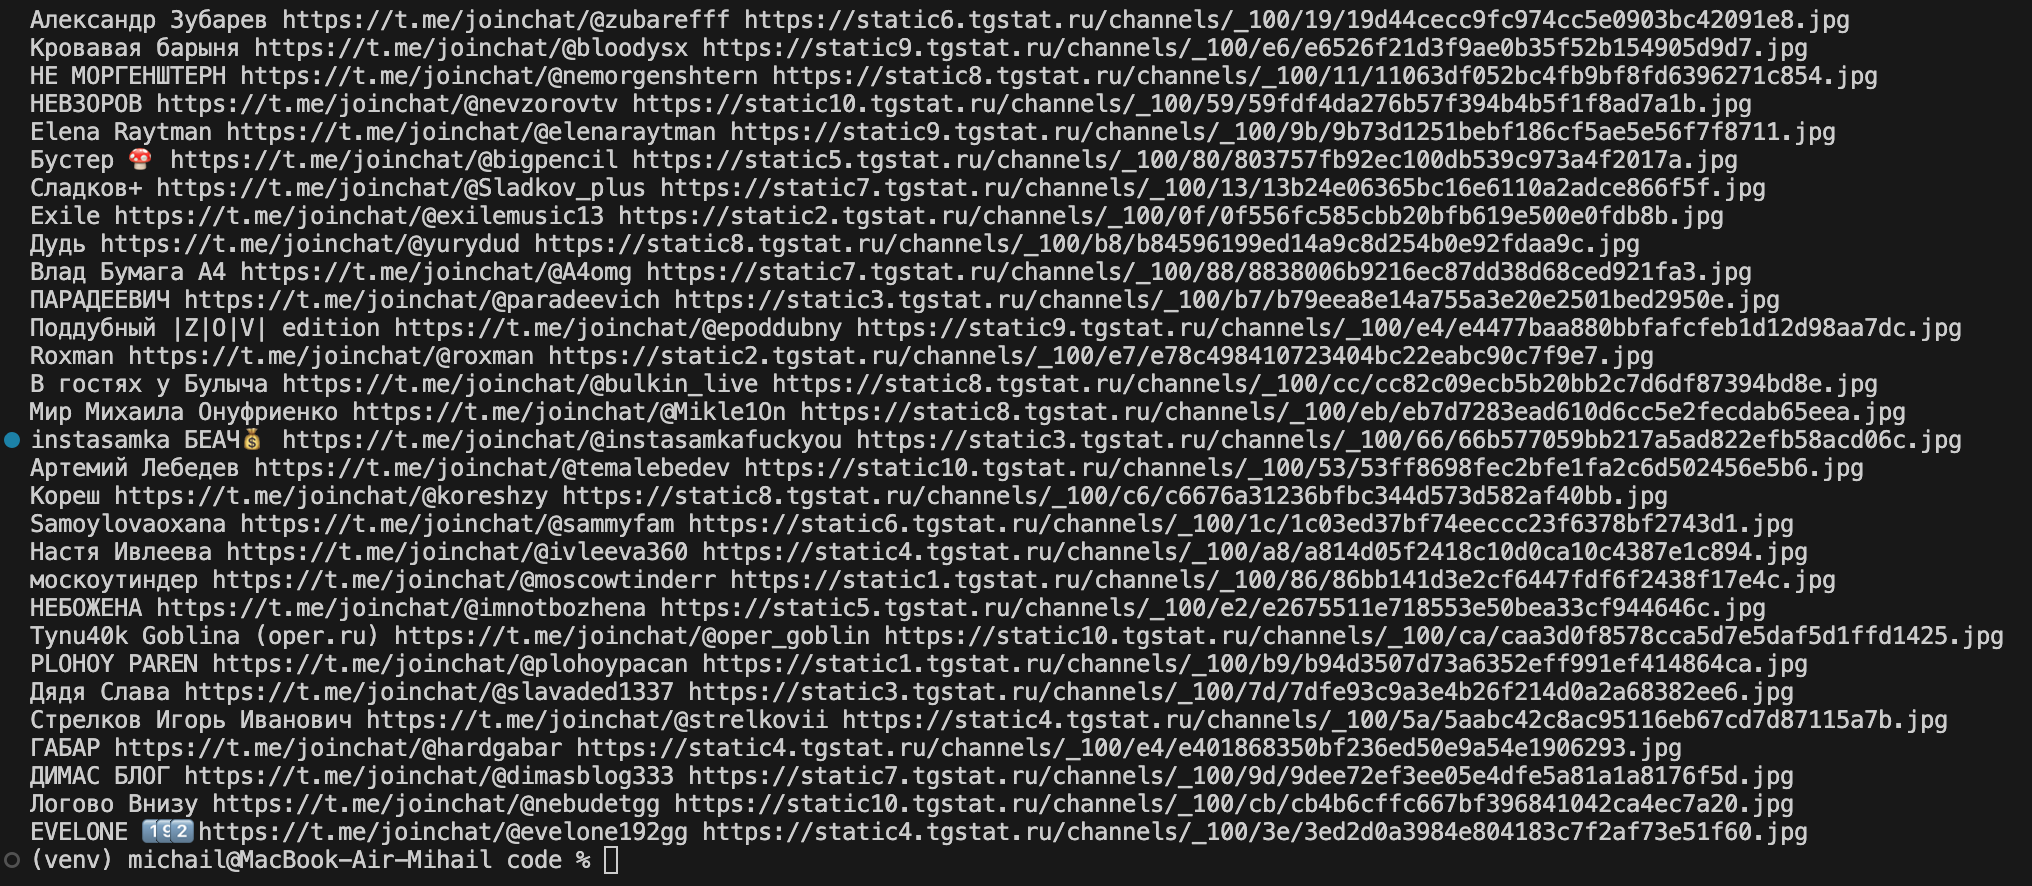 Александр Зубарев https://t.me/joinchat/@zubarefff https://static6.tgstat.ru/channels/_100/19/19d44cecc9fc974cc5e0903bc42091e8.jpg
Кровавая барыня https://t.me/joinchat/@bloodysx https://static9.tgstat.ru/channels/_100/e6/e6526f21d3f9ae0b35f52b154905d9d7.jpg
НЕ МОРГЕНШТЕРН https://t.me/joinchat/@nemorgenshtern https://static8.tgstat.ru/channels/_100/11/11063df052bc4fb9bf8fd6396271c854.jpg
НЕВЗОРОВ https://t.me/joinchat/@nevzorovtv https://static10.tgstat.ru/channels/_100/59/59fdf4da276b57f394b4b5f1f8ad7a1b.jpg
Elena Raytman https://t.me/joinchat/@elenaraytman https://static9.tgstat.ru/channels/_100/9b/9b73d1251bebf186cf5ae5e56f7f8711.jpg
Бустер 🍄 https://t.me/joinchat/@bigpencil https://static5.tgstat.ru/channels/_100/80/803757fb92ec100db539c973a4f2017a.jpg
Сладков+ https://t.me/joinchat/@Sladkov_plus https://static7.tgstat.ru/channels/_100/13/13b24e06365bc16e6110a2adce866f5f.jpg
Exile https://t.me/joinchat/@exilemusic13 https://static2.tgstat.ru/channels/_100/0f/0f556fc585cbb20bfb619e500e0fdb8b.jpg
Дудь https://t.me/joinchat/@yurydud https://static8.tgstat.ru/channels/_100/b8/b84596199ed14a9c8d254b0e92fdaa9c.jpg
Влад Бумага А4 https://t.me/joinchat/@A4omg https://static7.tgstat.ru/channels/_100/88/8838006b9216ec87dd38d68ced921fa3.jpg
ПАРАДЕЕВИЧ https://t.me/joinchat/@paradeevich https://static3.tgstat.ru/channels/_100/b7/b79eea8e14a755a3e20e2501bed2950e.jpg
Поддубный |Z|O|V| edition https://t.me/joinchat/@epoddubny https://static9.tgstat.ru/channels/_100/e4/e4477baa880bbfafcfeb1d12d98aa7dc.jpg
Roxman https://t.me/joinchat/@roxman https://static2.tgstat.ru/channels/_100/e7/e78c498410723404bc22eabc90c7f9e7.jpg
В гостях у Булыча https://t.me/joinchat/@bulkin_live https://static8.tgstat.ru/channels/_100/cc/cc82c09ecb5b20bb2c7d6df87394bd8e.jpg
Мир Михаила Онуфриенко https://t.me/joinchat/@Mikle1On https://static8.tgstat.ru/channels/_100/eb/eb7d7283ead610d6cc5e2fecdab65eea.jpg
instasamka БЕАЧ💰 https://t.me/joinchat/@instasamkafuckyou https://static3.tgstat.ru/channels/_100/66/66b577059bb217a5ad822efb58acd06c.jpg
Артемий Лебедев https://t.me/joinchat/@temalebedev https://static10.tgstat.ru/channels/_100/53/53ff8698fec2bfe1fa2c6d502456e5b6.jpg
Кореш https://t.me/joinchat/@koreshzy https://static8.tgstat.ru/channels/_100/c6/c6676a31236bfbc344d573d582af40bb.jpg
Samoylovaoxana https://t.me/joinchat/@sammyfam https://static6.tgstat.ru/channels/_100/1c/1c03ed37bf74eeccc23f6378bf2743d1.jpg
Настя Ивлеева https://t.me/joinchat/@ivleeva360 https://static4.tgstat.ru/channels/_100/a8/a814d05f2418c10d0ca10c4387e1c894.jpg
москоутиндер https://t.me/joinchat/@moscowtinderr https://static1.tgstat.ru/channels/_100/86/86bb141d3e2cf6447fdf6f2438f17e4c.jpg
НЕБОЖЕНА https://t.me/joinchat/@imnotbozhena https://static5.tgstat.ru/channels/_100/e2/e2675511e718553e50bea33cf944646c.jpg
Tynu40k Goblina (oper.ru) https://t.me/joinchat/@oper_goblin https://static10.tgstat.ru/channels/_100/ca/caa3d0f8578cca5d7e5daf5d1ffd1425.jpg
PLOHOY PAREN https://t.me/joinchat/@plohoypacan https://static1.tgstat.ru/channels/_100/b9/b94d3507d73a6352eff991ef414864ca.jpg
Дядя Слава https://t.me/joinchat/@slavaded1337 https://static3.tgstat.ru/channels/_100/7d/7dfe93c9a3e4b26f214d0a2a68382ee6.jpg
Стрелков Игорь Иванович https://t.me/joinchat/@strelkovii https://static4.tgstat.ru/channels/_100/5a/5aabc42c8ac95116eb67cd7d87115a7b.jpg
ГАБАР https://t.me/joinchat/@hardgabar https://static4.tgstat.ru/channels/_100/e4/e401868350bf236ed50e9a54e1906293.jpg
ДИМАС БЛОГ https://t.me/joinchat/@dimasblog333 https://static7.tgstat.ru/channels/_100/9d/9dee72ef3ee05e4dfe5a81a1a8176f5d.jpg
Логово Внизу https://t.me/joinchat/@nebudetgg https://static10.tgstat.ru/channels/_100/cb/cb4b6cffc667bf396841042ca4ec7a20.jpg
EVELONE 1️⃣9️⃣2️⃣ https://t.me/joinchat/@evelone192gg https://static4.tgstat.ru/channels/_100/3e/3ed2d0a3984e804183c7f2af73e51f60.jpg
(venv) michail@MacBook-Air-Mihail code %